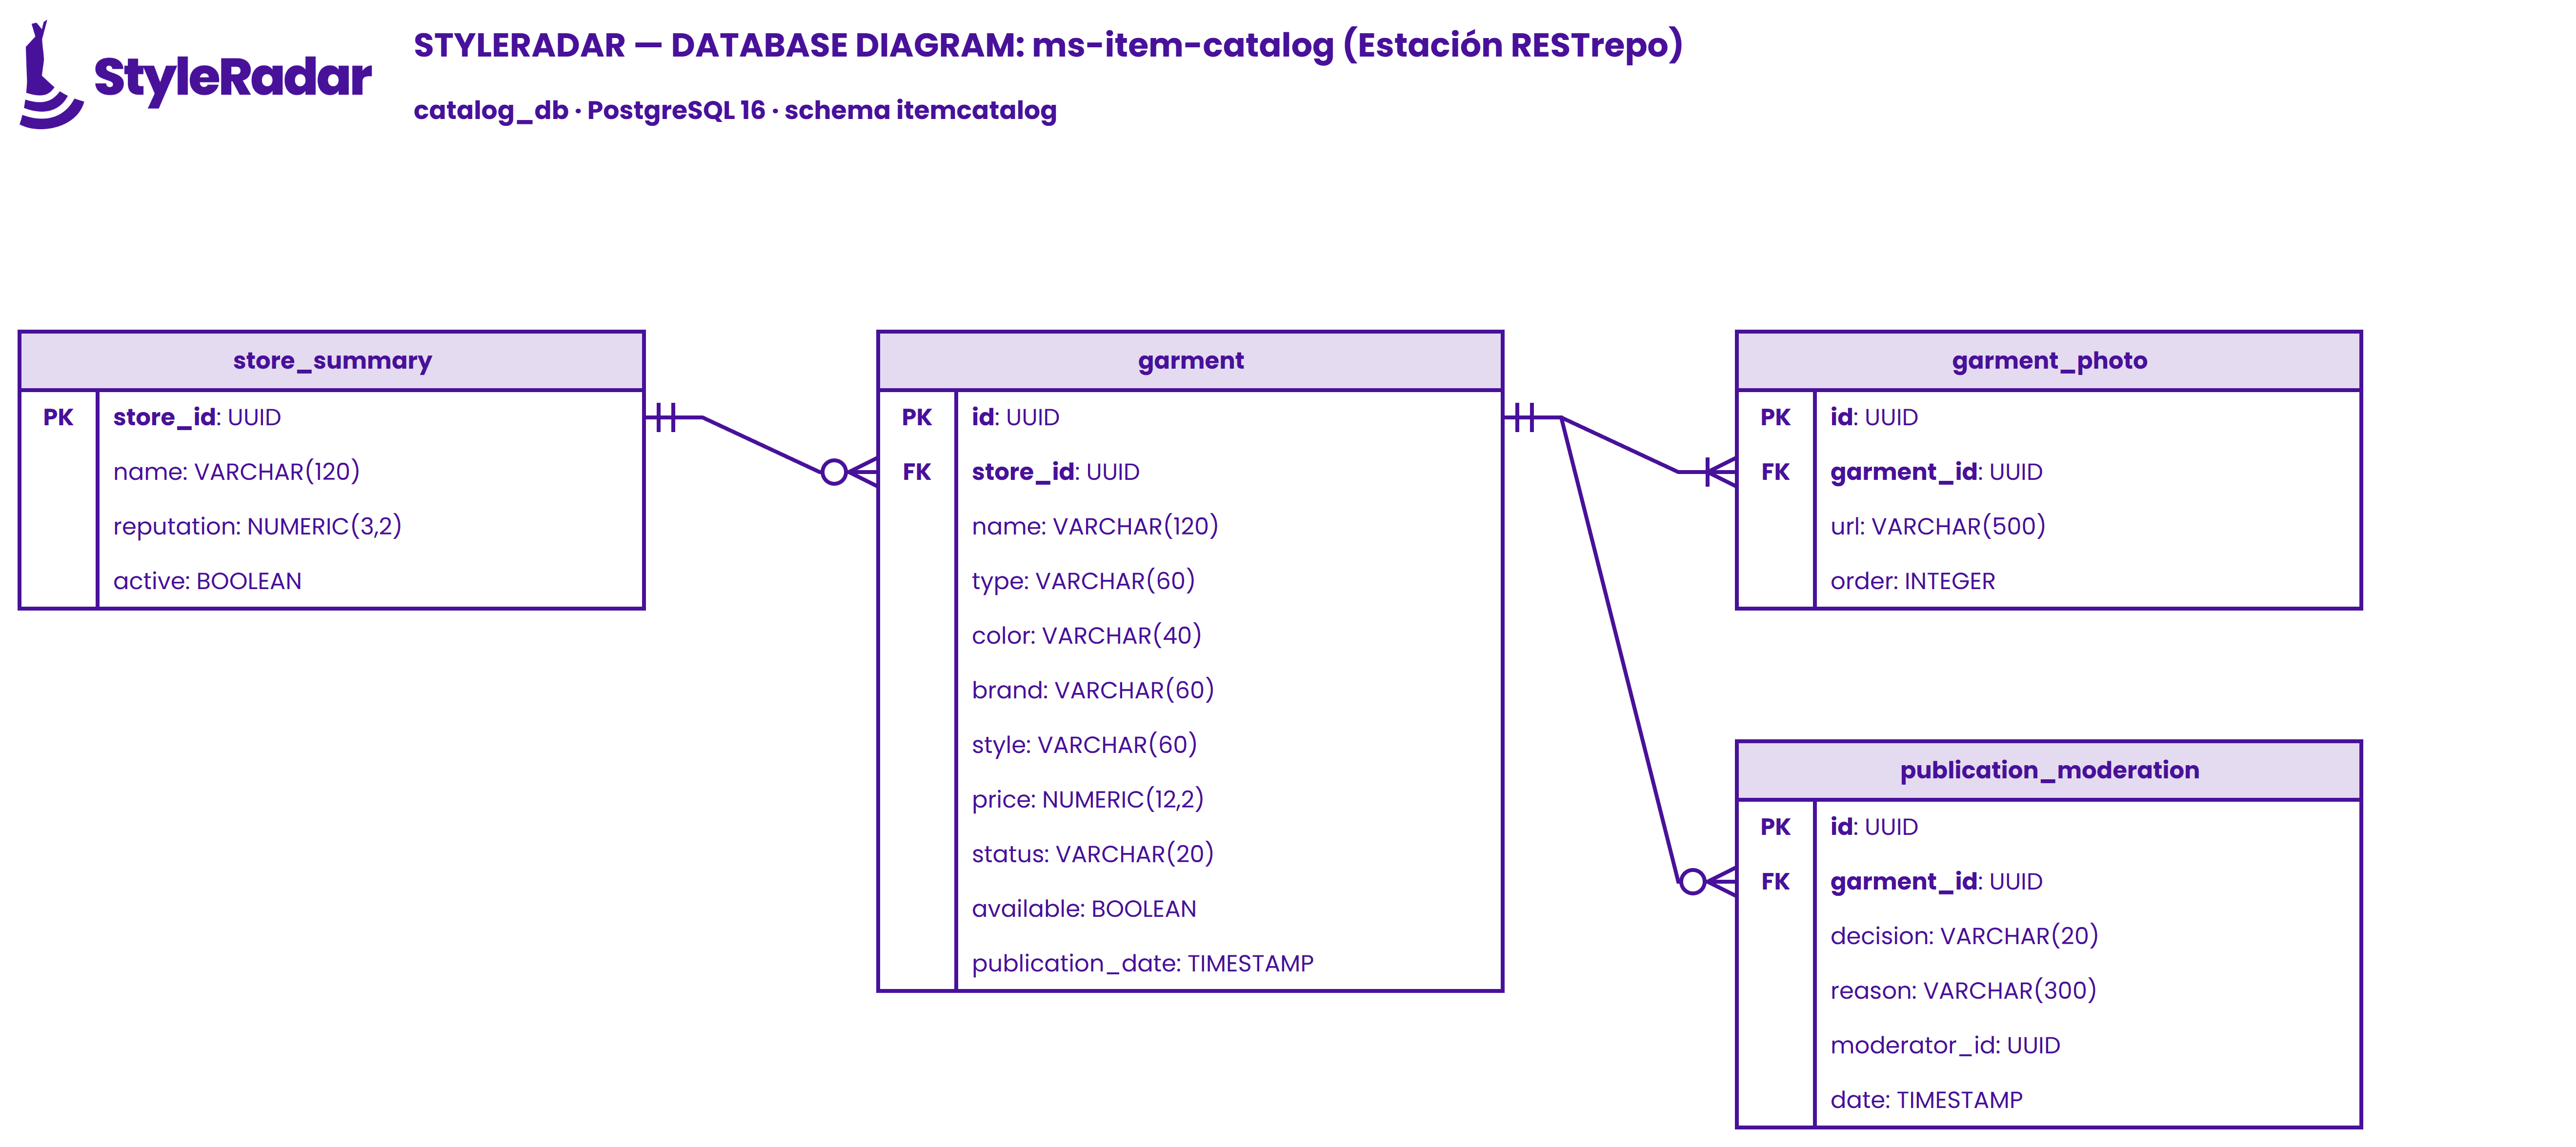 StyleRadar
STYLERADAR — DATABASE DIAGRAM: ms-item-catalog (Estación RESTrepo)
catalog_db · PostgreSQL 16 · schema itemcatalog
store_summary
PK store_id: UUID
name: VARCHAR(120)
reputation: NUMERIC(3,2)
active: BOOLEAN
garment
PK id: UUID
FK store_id: UUID
name: VARCHAR(120)
type: VARCHAR(60)
color: VARCHAR(40)
brand: VARCHAR(60)
style: VARCHAR(60)
price: NUMERIC(12,2)
status: VARCHAR(20)
available: BOOLEAN
publication_date: TIMESTAMP
garment_photo
PK id: UUID
FK garment_id: UUID
url: VARCHAR(500)
order: INTEGER
publication_moderation
PK id: UUID
FK garment_id: UUID
decision: VARCHAR(20)
reason: VARCHAR(300)
moderator_id: UUID
date: TIMESTAMP